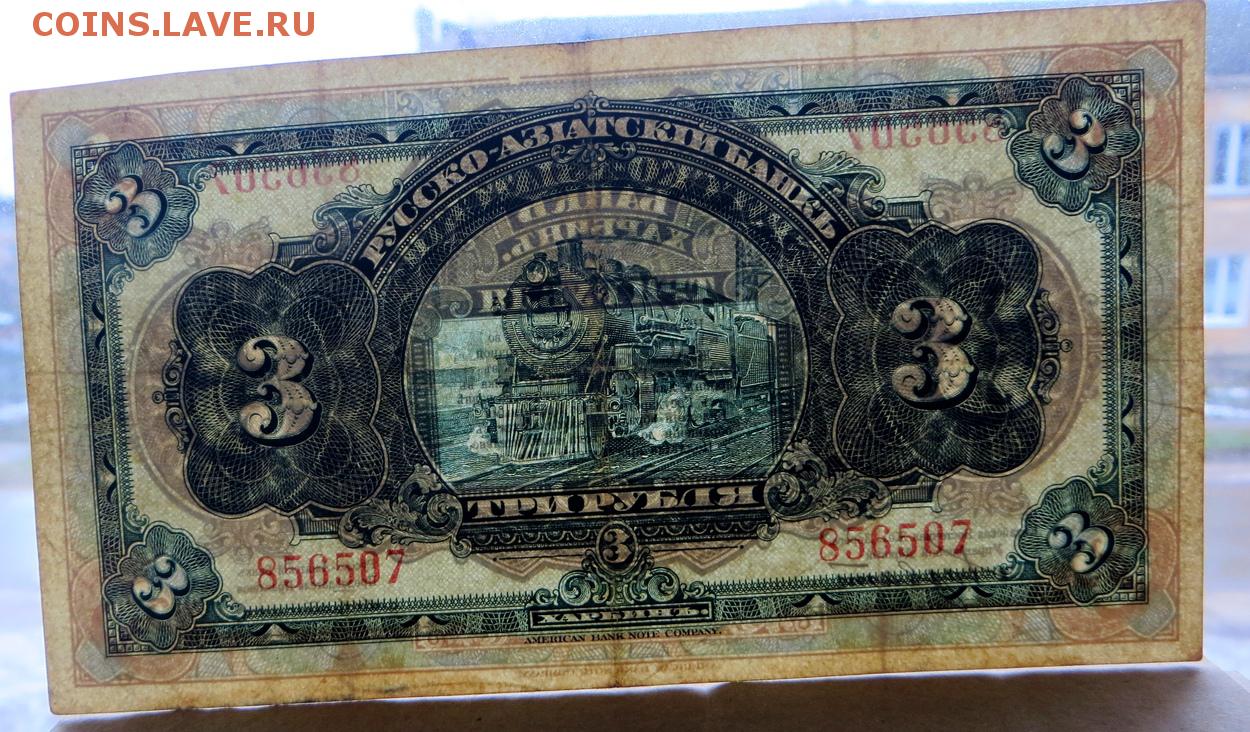 COINS.LAVE.RU
3
3
РУССКО-АЗІАТСКІЙ БАНКЪ
3
3
ТРИ РУБЛЯ
3
856507
856507
3
3
ХАРБИНЪ
AMERICAN BANK NOTE COMPANY.